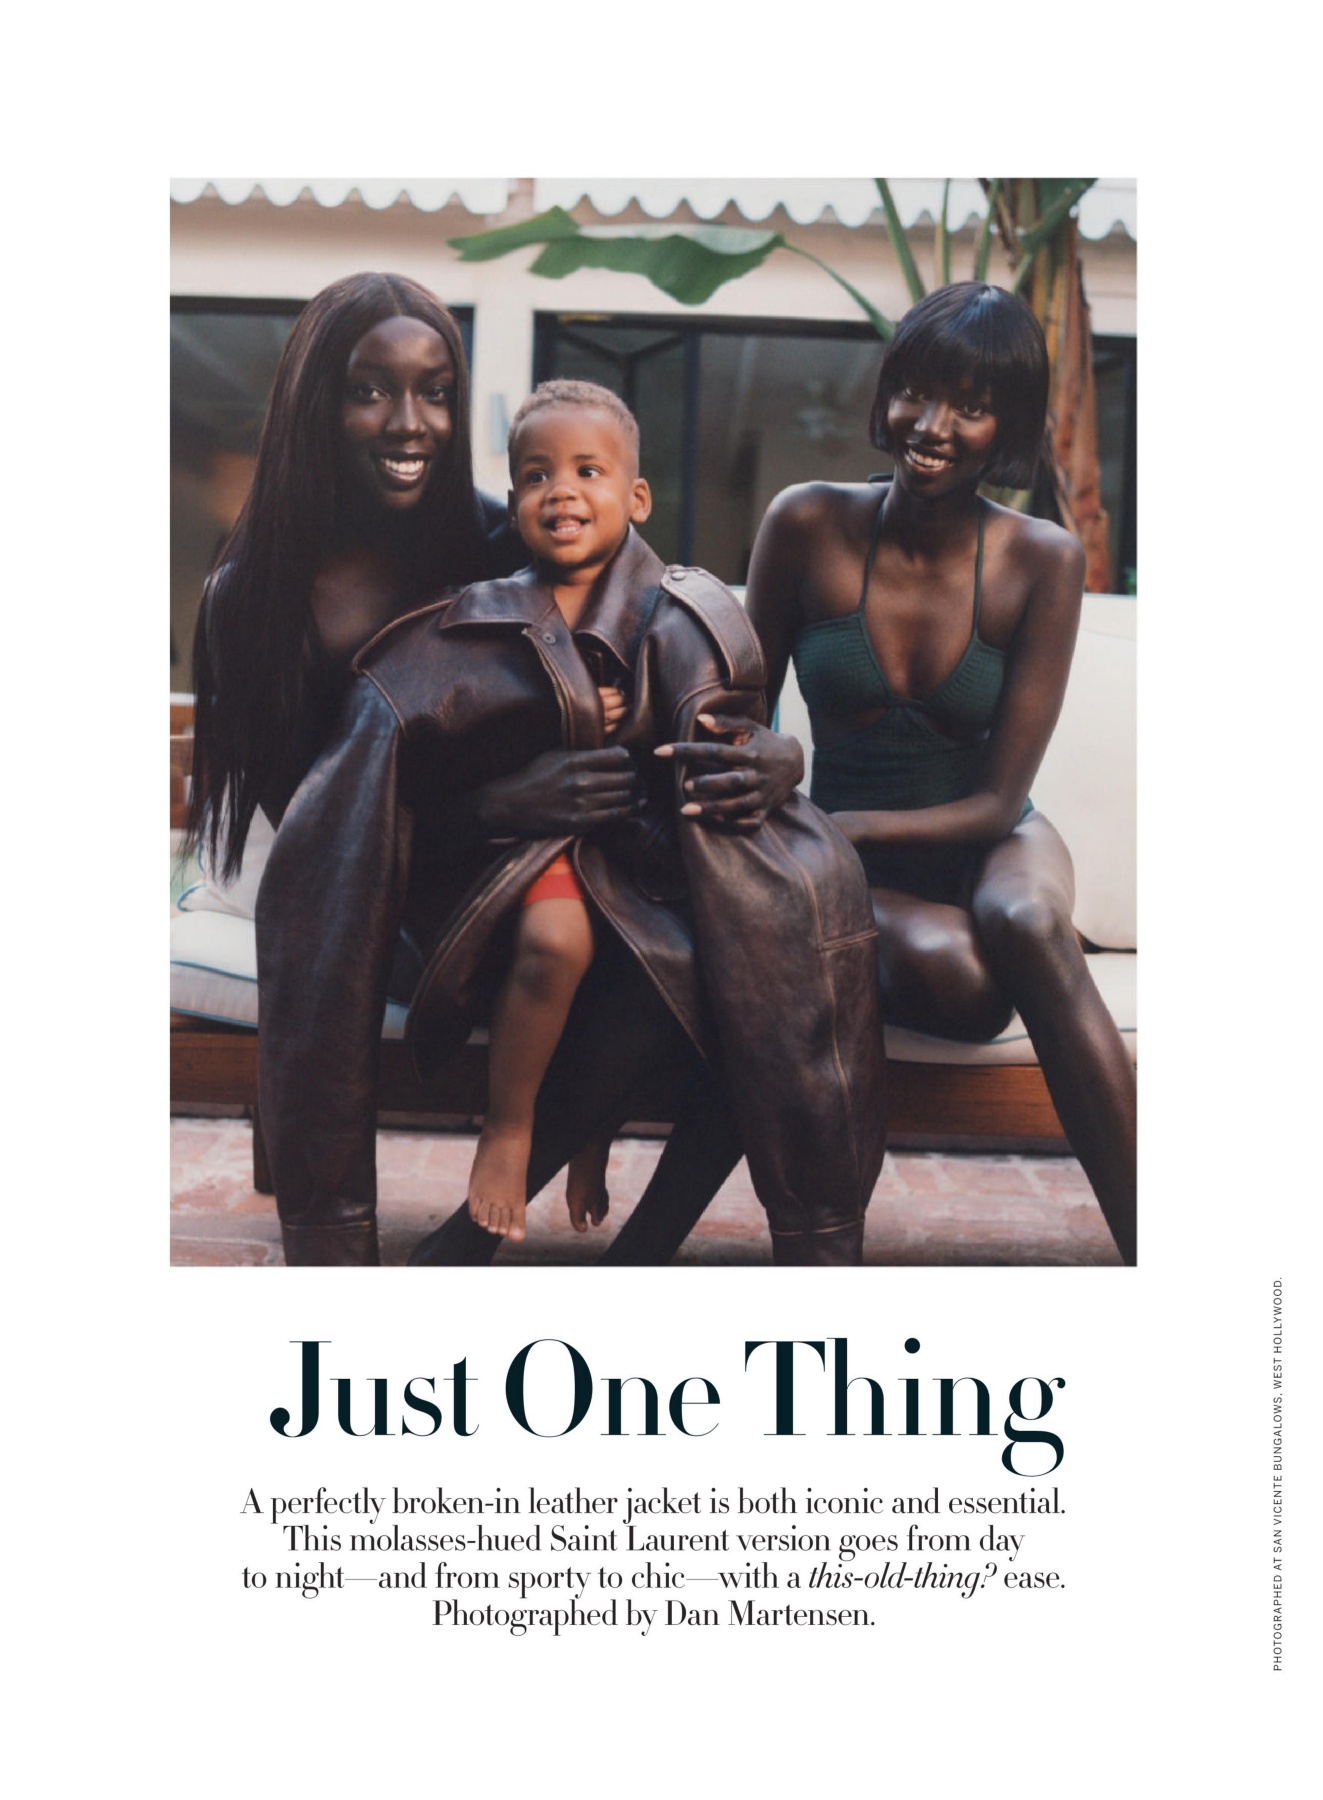 Just One Thing
A perfectly broken-in leather jacket is both iconic and essential.
This molasses-hued Saint Laurent version goes from day
to night—and from sporty to chic—with a this-old-thing? ease.
Photographed by Dan Martensen.
PHOTOGRAPHED AT SAN VICENTE BUNGALOWS, WEST HOLLYWOOD.